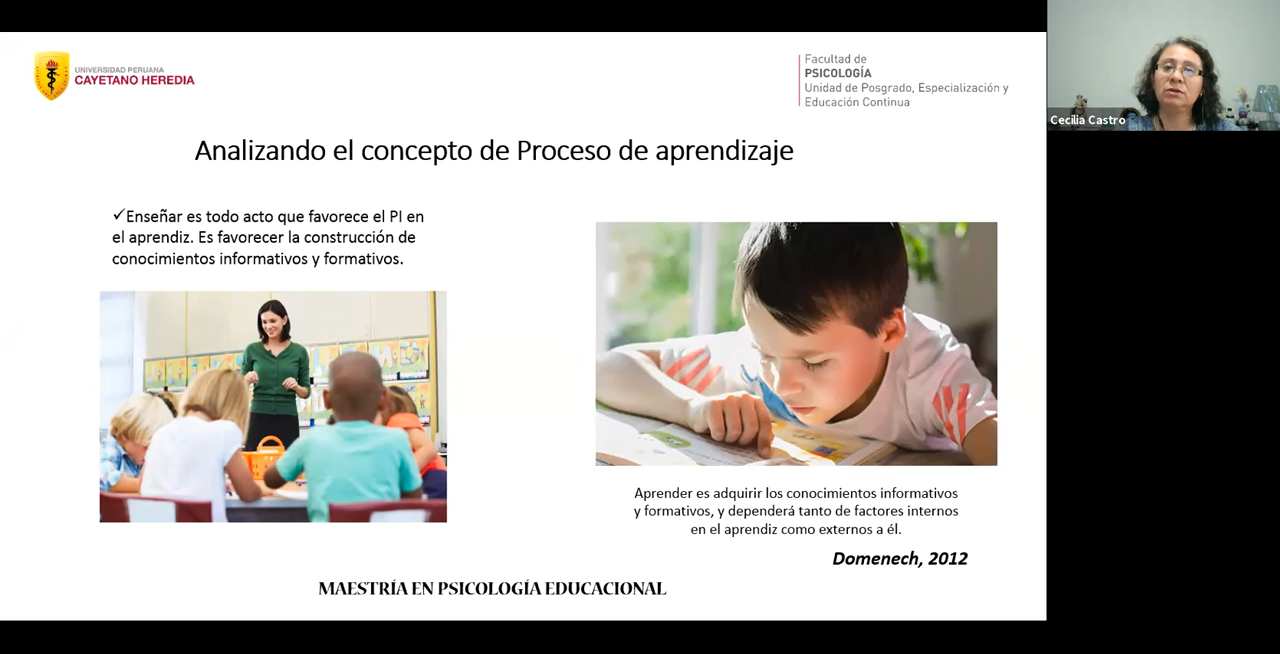 UNIVERSIDAD PERUANA
CAYETANO HEREDIA
Facultad de
PSICOLOGÍA
Unidad de Posgrado, Especialización y
Educación Continua
Cecilia Castro
Analizando el concepto de Proceso de aprendizaje
✓Enseñar es todo acto que favorece el PI en
el aprendiz. Es favorecer la construcción de
conocimientos informativos y formativos.
Aprender es adquirir los conocimientos informativos
y formativos, y dependerá tanto de factores internos
en el aprendiz como externos a él.
Domenech, 2012
MAESTRÍA EN PSICOLOGÍA EDUCACIONAL